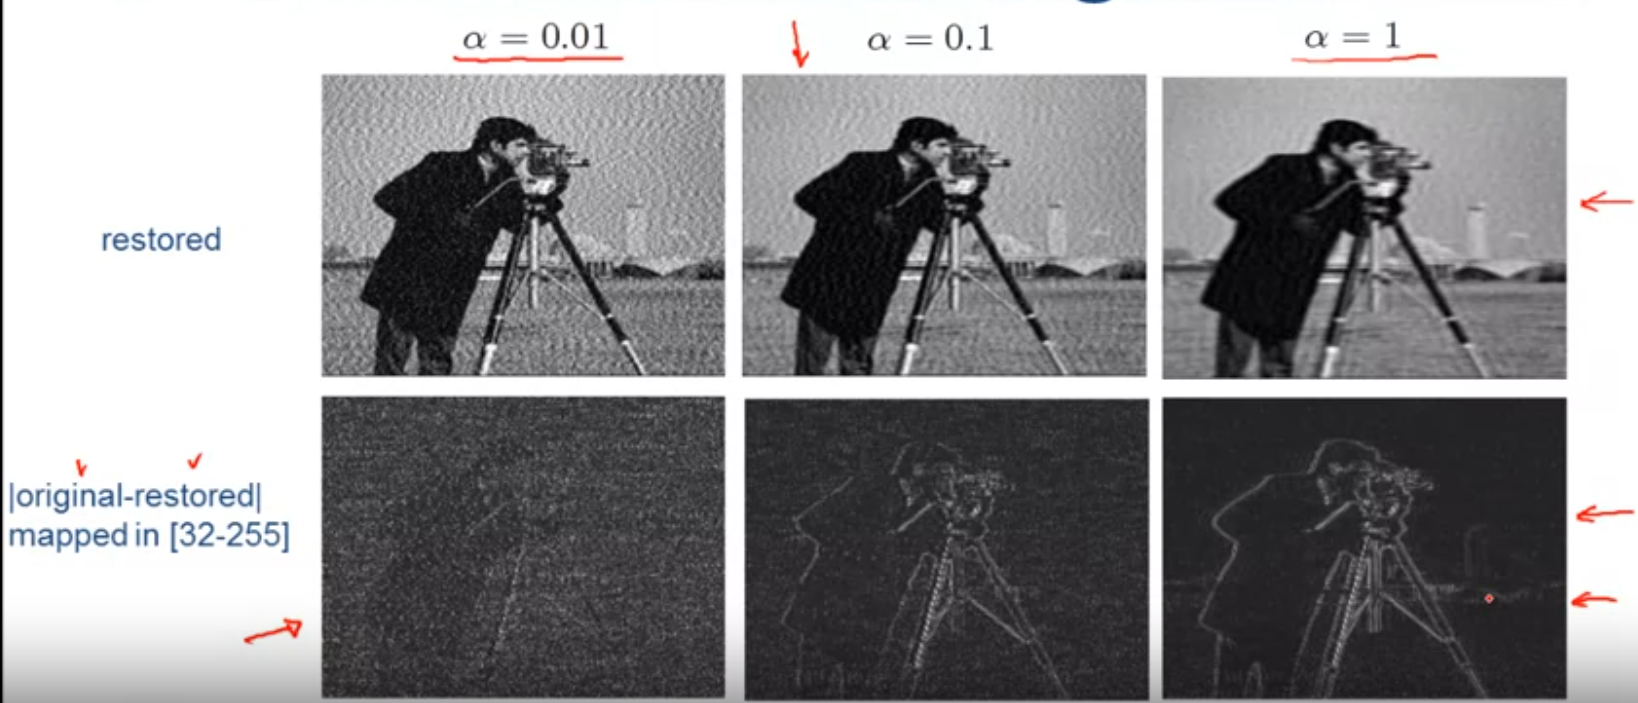 α = 0.01
α = 0.1
α = 1
restored
|original-restored|
mapped in [32-255]